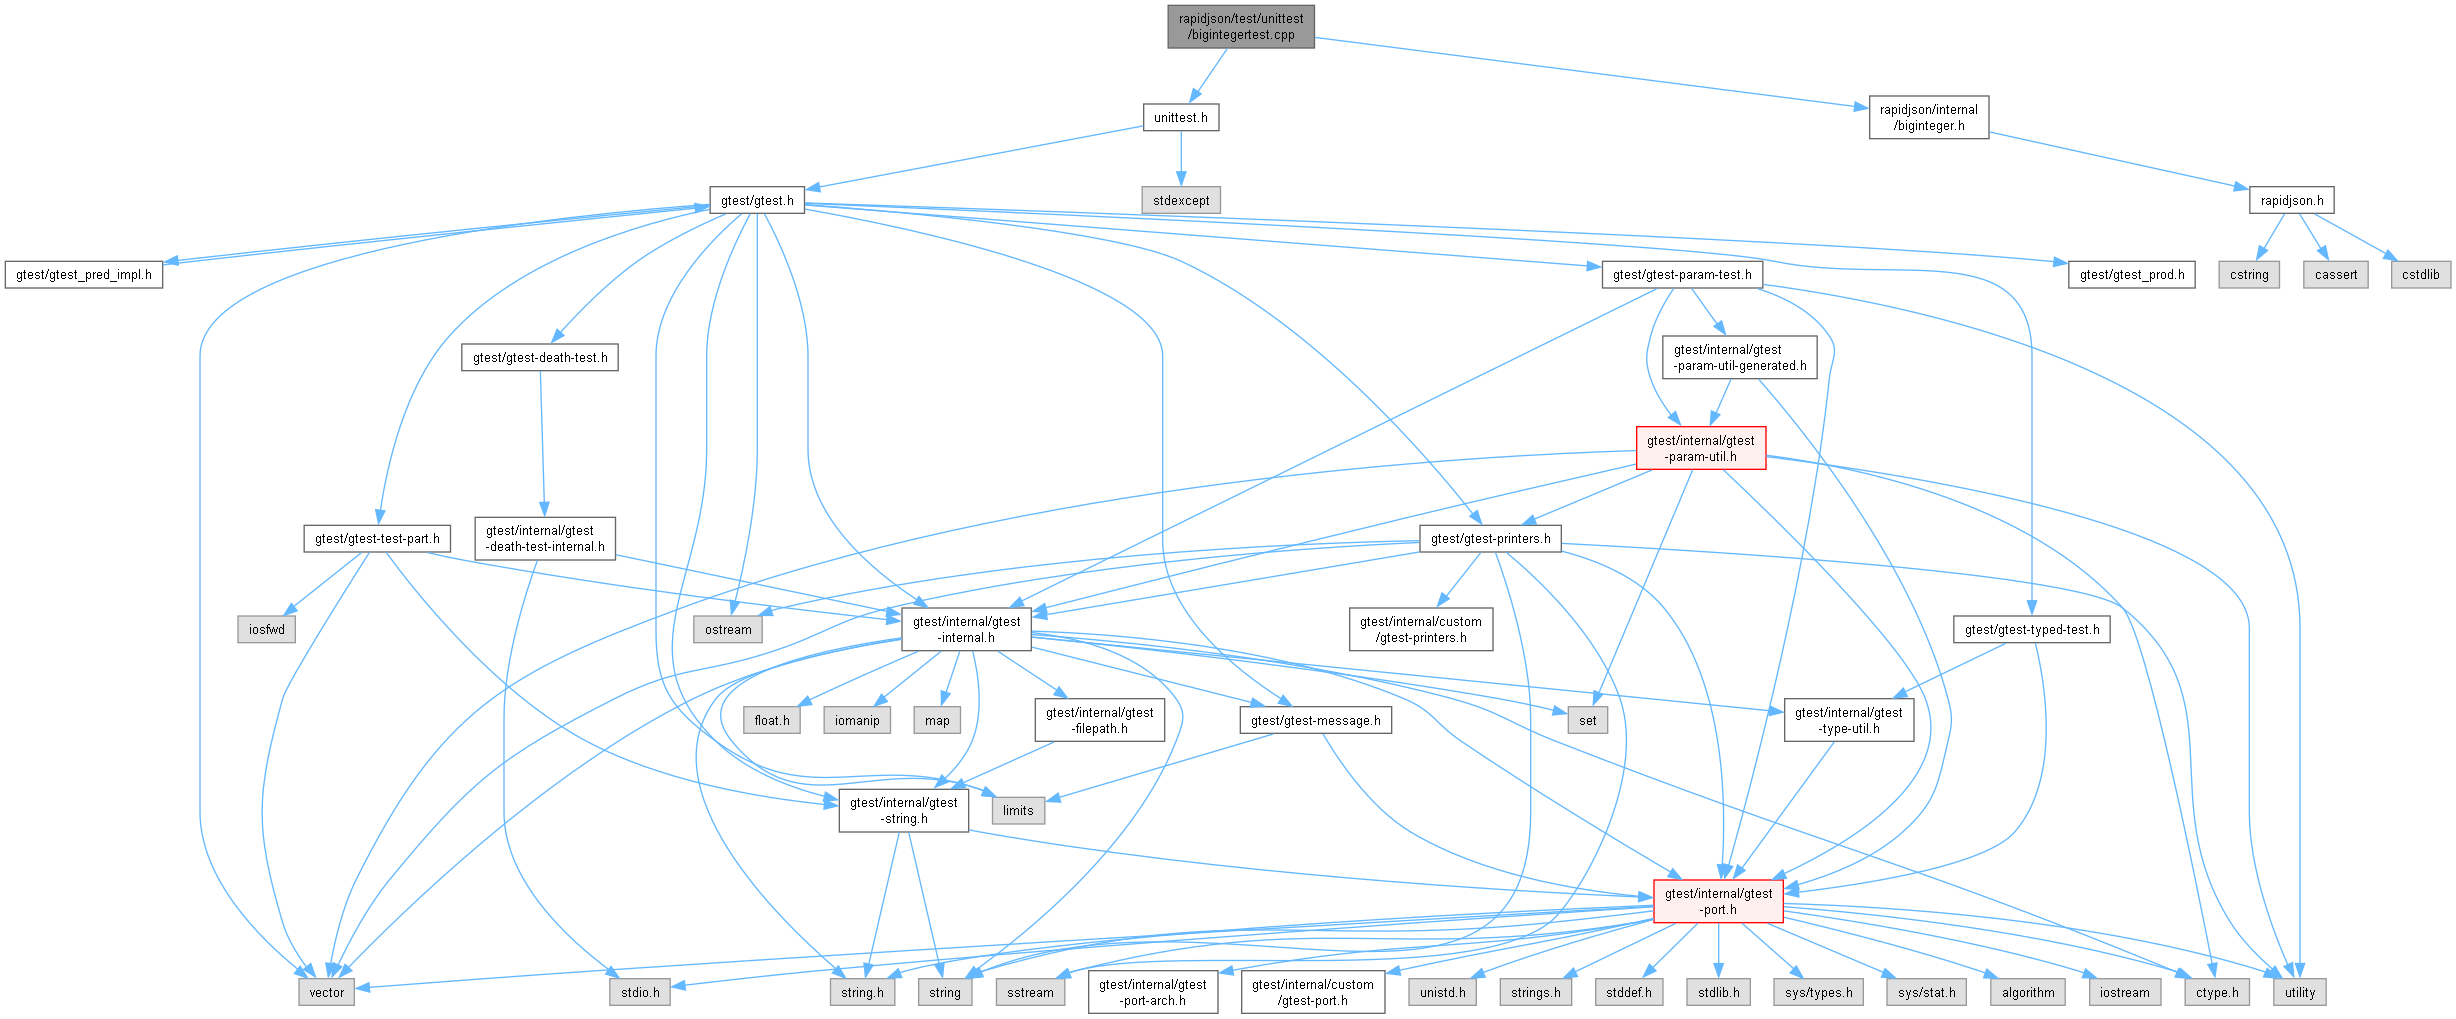 rapidjson/test/unittest
/bigintegertest.cpp
unittest.h
rapidjson/internal
/biginteger.h
gtest/gtest.h
stdexcept
rapidjson.h
gtest/gtest_pred_impl.h
gtest/gtest-param-test.h
gtest/gtest_prod.h
cstring
cassert
cstdlib
gtest/gtest-death-test.h
gtest/internal/gtest
-param-util-generated.h
gtest/internal/gtest
-param-util.h
gtest/gtest-test-part.h
gtest/internal/gtest
-death-test-internal.h
gtest/gtest-printers.h
iosfwd
ostream
gtest/internal/gtest
-internal.h
gtest/internal/custom
/gtest-printers.h
gtest/gtest-typed-test.h
float.h
iomanip
map
gtest/internal/gtest
-filepath.h
gtest/gtest-message.h
set
gtest/internal/gtest
-type-util.h
gtest/internal/gtest
-string.h
limits
gtest/internal/gtest
-port.h
vector
stdio.h
string.h
string
sstream
gtest/internal/gtest
-port-arch.h
gtest/internal/custom
/gtest-port.h
unistd.h
strings.h
stddef.h
stdlib.h
sys/types.h
sys/stat.h
algorithm
iostream
ctype.h
utility